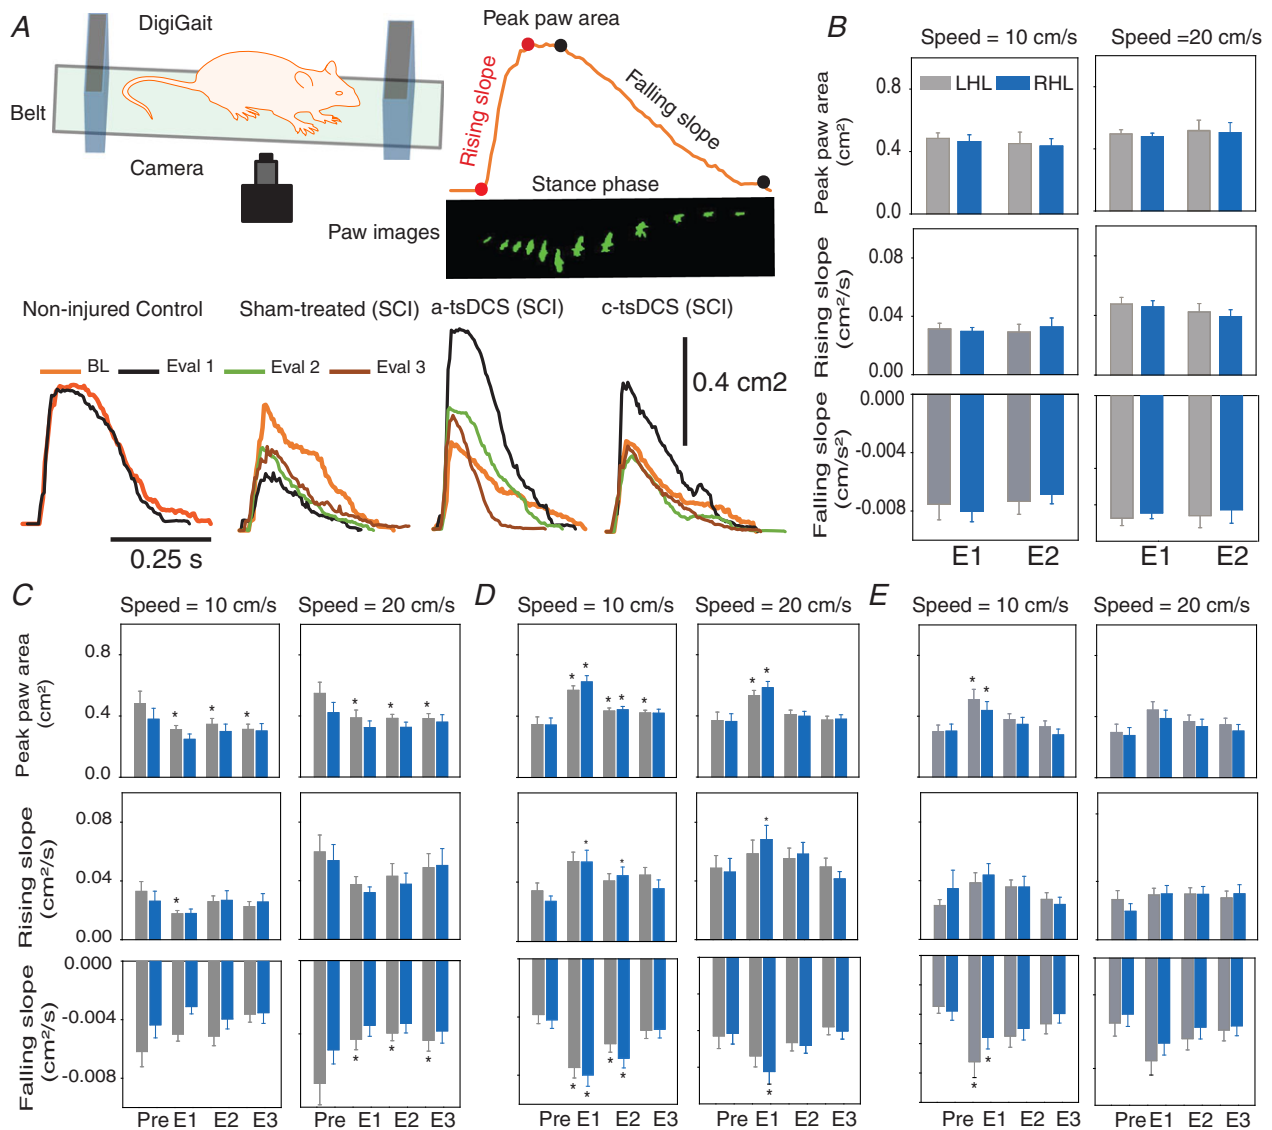 A
DigiGait
Belt
Camera
Peak paw area
Rising slope
Falling slope
Stance phase
Paw images
Non-injured Control
Sham-treated (SCI)
a-tsDCS (SCI)
c-tsDCS (SCI)
BL
Eval 1
Eval 2
Eval 3
0.4 cm2
0.25 s
B
Speed = 10 cm/s
Speed =20 cm/s
LHL
RHL
Peak paw area
(cm²)
0.8
0.4
0.0
Rising slope
(cm²/s)
0.08
0.04
0.00
Falling slope
(cm/s²)
0.000
-0.004
-0.008
E1
E2
E1
E2
C
Speed = 10 cm/s
Speed = 20 cm/s
D
Speed = 10 cm/s
Speed = 20 cm/s
E
Speed = 10 cm/s
Speed = 20 cm/s
Peak paw area
(cm²)
0.8
0.4
0.0
* * *
* * *
* * * * *
* *
* *
Rising slope
(cm²/s)
0.08
0.04
0.00
*
* *
*
Falling slope
(cm²/s)
0.000
-0.004
-0.008
* * *
* * * *
*
* *
Pre E1 E2 E3
Pre E1 E2 E3
Pre E1 E2 E3
Pre E1 E2 E3
Pre E1 E2 E3
Pre E1 E2 E3